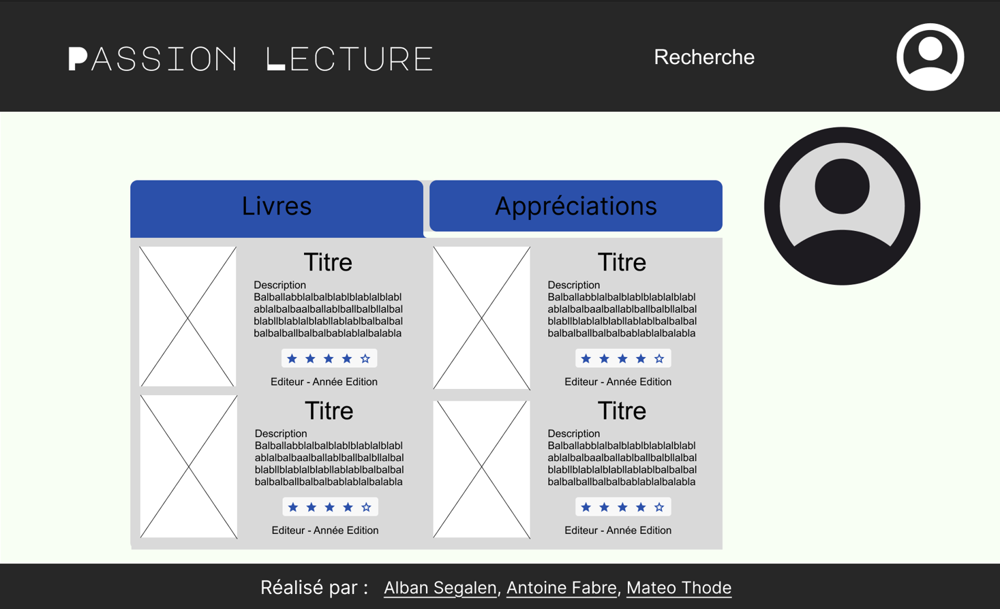 PASSION LECTURE
Recherche
Livres
Appréciations
Titre
Description
Balballabblalbalblablblablalblabl
ablalbalbaalballablballbalbllalbal
blabllblablalblabllablablbalbalbal
balbalballbalbalbablablalbalabla
Editeur - Année Edition
Titre
Description
Balballabblalbalblablblablalblabl
ablalbalbaalballablballbalbllalbal
blabllblablalblabllablablbalbalbal
balbalballbalbalbablablalbalabla
Editeur - Année Edition
Titre
Description
Balballabblalbalblablblablalblabl
ablalbalbaalballablballbalbllalbal
blabllblablalblabllablablbalbalbal
balbalballbalbalbablablalbalabla
Editeur - Année Edition
Titre
Description
Balballabblalbalblablblablalblabl
ablalbalbaalballablballbalbllalbal
blabllblablalblabllablablbalbalbal
balbalballbalbalbablablalbalabla
Editeur - Année Edition
Réalisé par : Alban Segalen, Antoine Fabre, Mateo Thode